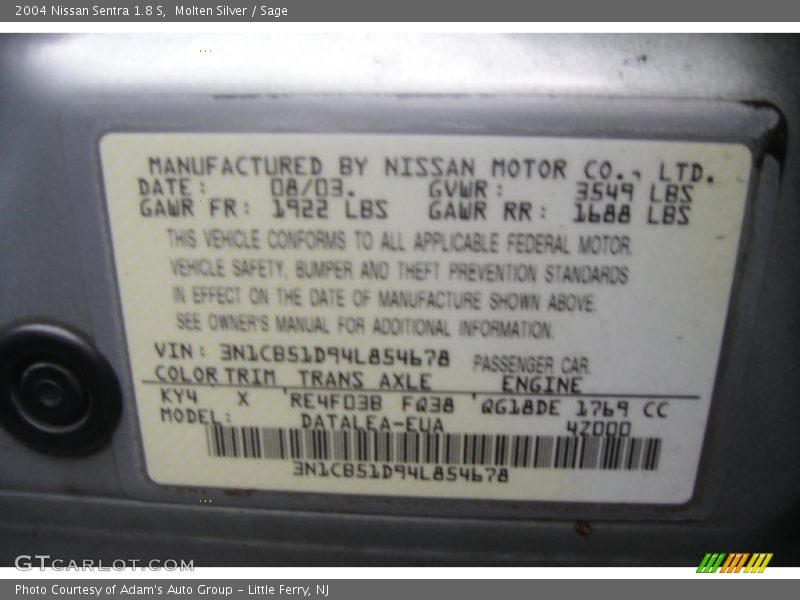 2004 Nissan Sentra 1.8 S, Molten Silver / Sage
MANUFACTURED BY NISSAN MOTOR CO., LTD.
DATE: 08/03. GVWR: 3549 LBS
GAWR FR: 1922 LBS GAWR RR: 1688 LBS
THIS VEHICLE CONFORMS TO ALL APPLICABLE FEDERAL MOTOR
VEHICLE SAFETY, BUMPER AND THEFT PREVENTION STANDARDS
IN EFFECT ON THE DATE OF MANUFACTURE SHOWN ABOVE.
SEE OWNER'S MANUAL FOR ADDITIONAL INFORMATION.
VIN: 3N1CB51D94L854678 PASSENGER CAR
COLOR TRIM TRANS AXLE ENGINE
KY4 X RE4F03B FQ38 QG18DE 1769 CC
MODEL: DATALEA-EUA 4Z000
3N1CB51D94L854678
GTCARLOT.COM
Photo Courtesy of Adam's Auto Group - Little Ferry, NJ